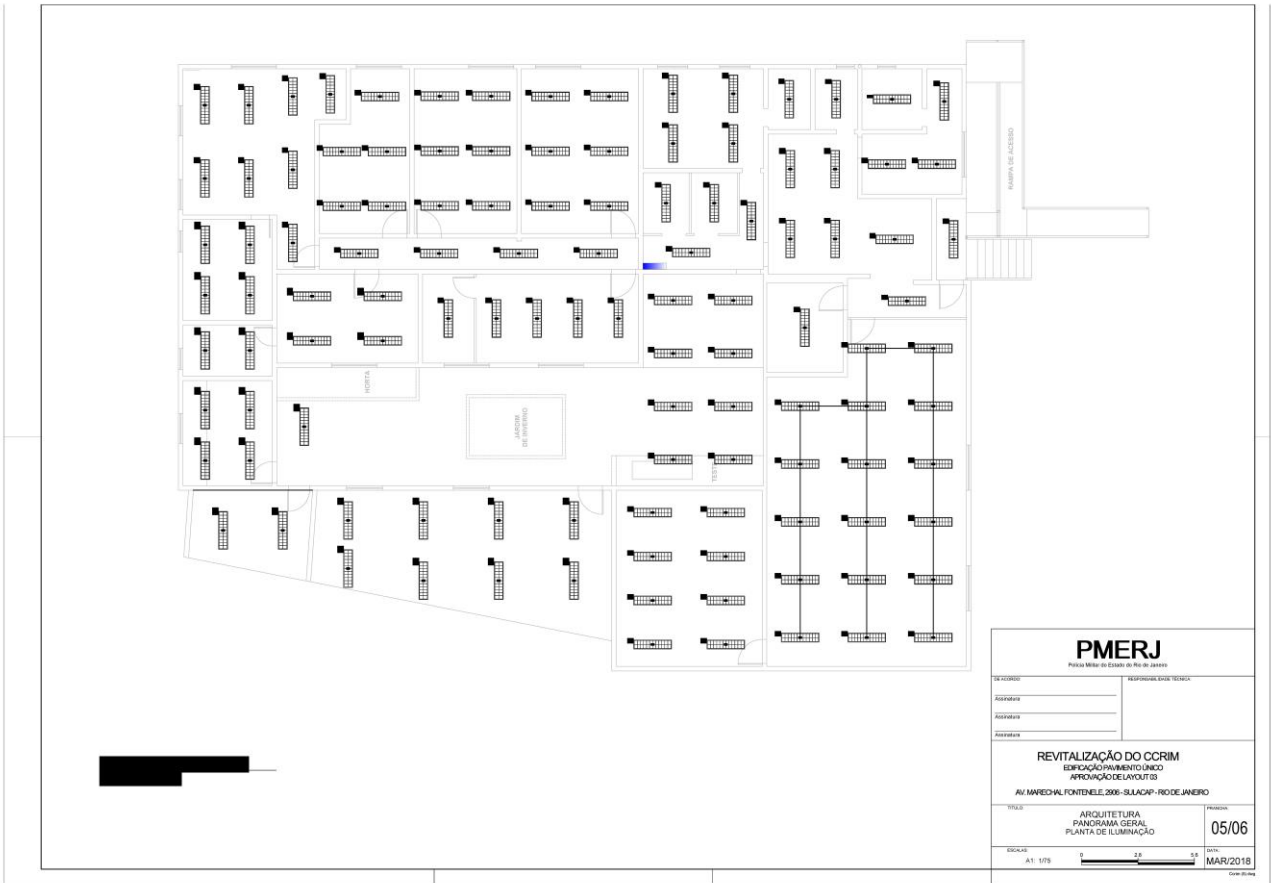 RAMPA DE ACESSO
HORTA
JARDIM
DE INVERNO
TESTE
PMERJ
Polícia Militar do Estado do Rio de Janeiro
DE ACORDO
RESPONSABILIDADE TÉCNICA
Assinatura
Assinatura
Assinatura
REVITALIZAÇÃO DO CCRIM
EDIFICAÇÃO PAVIMENTO ÚNICO
APROVAÇÃO DE LAYOUT 03
AV. MARECHAL FONTENELE, 2906 - SULACAP - RIO DE JANEIRO
TÍTULO:
ARQUITETURA
PANORAMA GERAL
PLANTA DE ILUMINAÇÃO
PRANCHA:
05/06
ESCALAS:
A1: 1/75
0 2,8 5,6
DATA:
MAR/2018